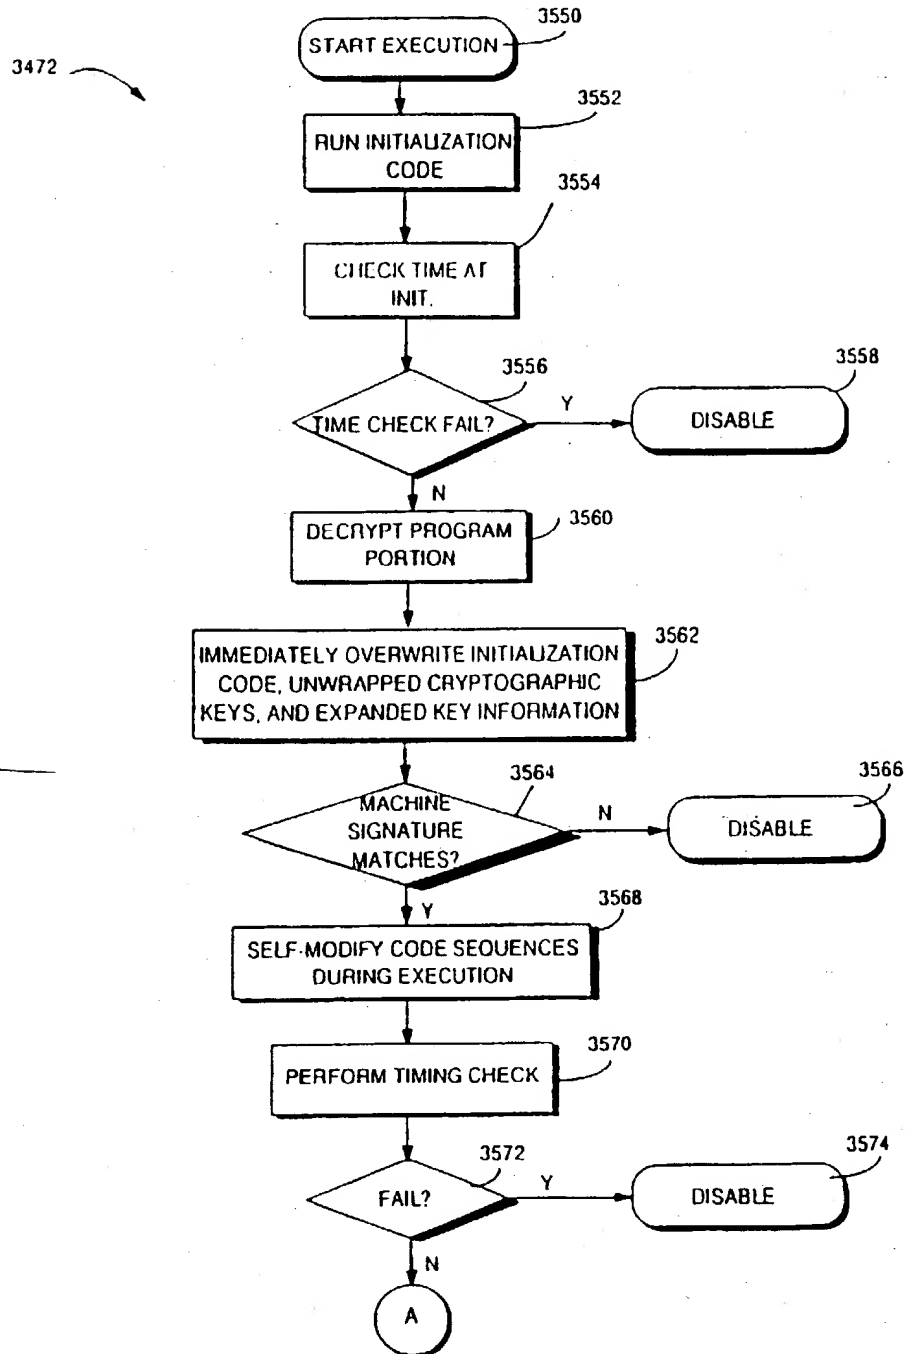 3550
START EXECUTION
3472
3552
RUN INITIALIZATION
CODE
3554
CHECK TIME AT
INIT.
3556
TIME CHECK FAIL?
Y
3558
DISABLE
N
3560
DECRYPT PROGRAM
PORTION
3562
IMMEDIATELY OVERWRITE INITIALIZATION
CODE, UNWRAPPED CRYPTOGRAPHIC
KEYS, AND EXPANDED KEY INFORMATION
3564
MACHINE
SIGNATURE
MATCHES?
N
3566
DISABLE
Y
3568
SELF-MODIFY CODE SEQUENCES
DURING EXECUTION
3570
PERFORM TIMING CHECK
3572
FAIL?
Y
3574
DISABLE
N
A